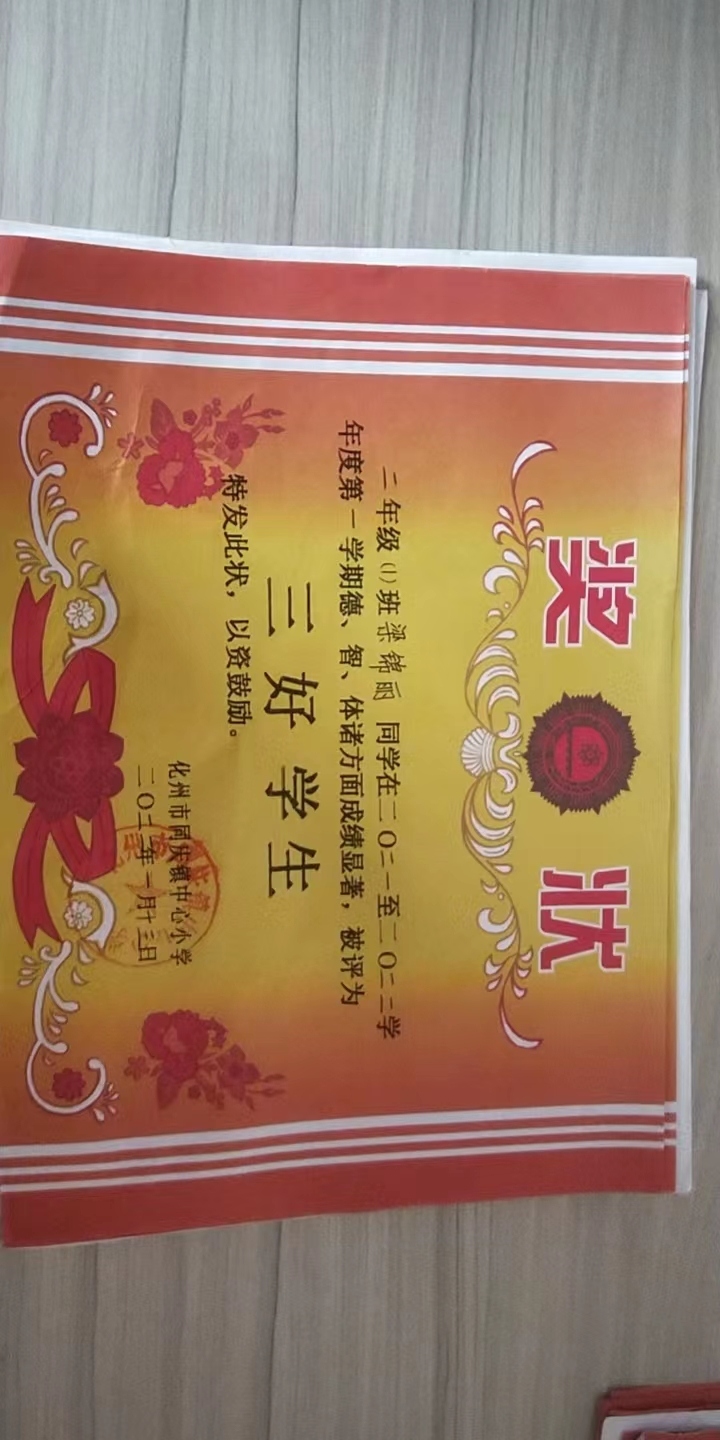 奖 状
二年级(1)班梁锦丽 同学在二〇二一至二〇二二学
年度第一学期德、智、体诸方面成绩显著，被评为
三好学生
特发此状，以资鼓励。
化州市同庆镇中心小学
二〇二二年一月十三日